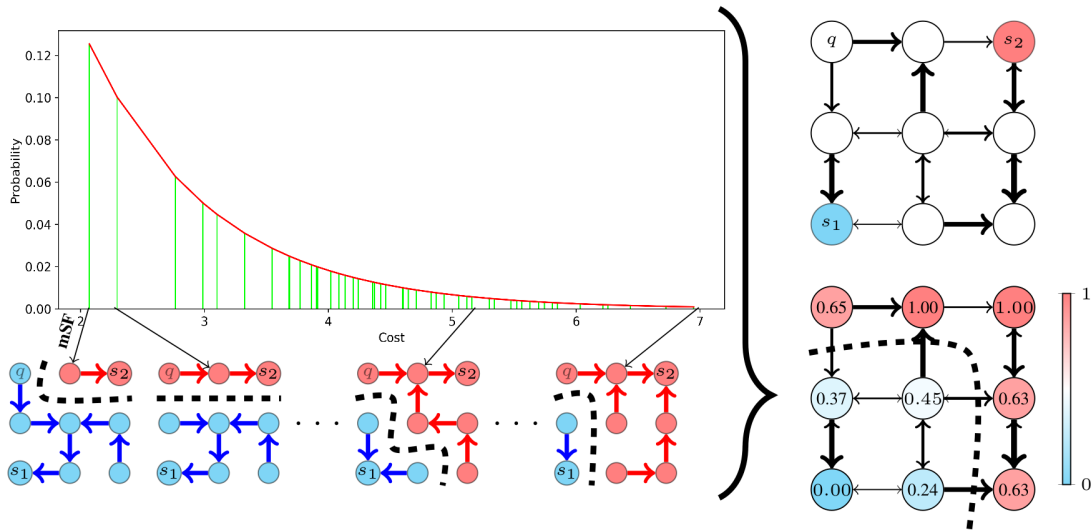 0.12
0.10
0.08
0.06
0.04
0.02
0.00
Probability
2 3 4 5 6 7
Cost
mSF
q s2
s1
q s2
s1
. . .
s2
q
s1
. . .
q s2
s1
q s2
s1
0.65 1.00 1.00
0.37 0.45 0.63
0.00 0.24 0.63
1
0